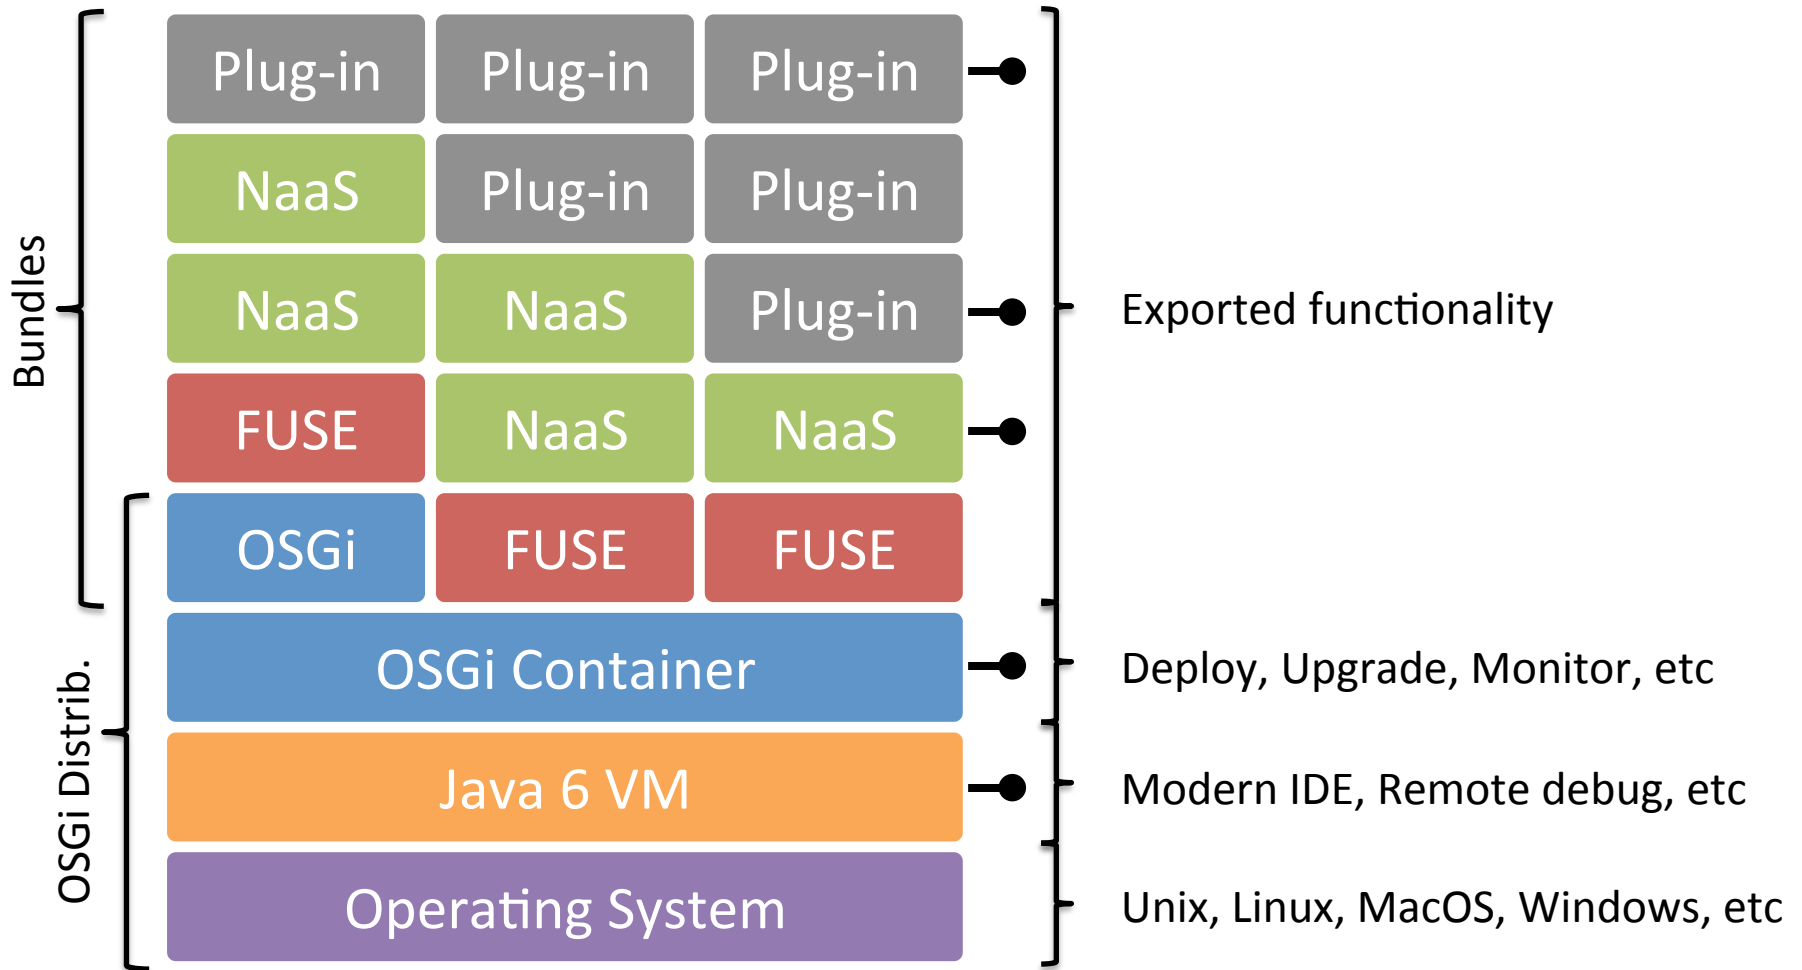 Bundles
OSGi Distrib.
Plug-in Plug-in Plug-in
NaaS Plug-in Plug-in
NaaS NaaS Plug-in
FUSE NaaS NaaS
OSGi FUSE FUSE
OSGi Container
Java 6 VM
Operating System
Exported functionality
Deploy, Upgrade, Monitor, etc
Modern IDE, Remote debug, etc
Unix, Linux, MacOS, Windows, etc